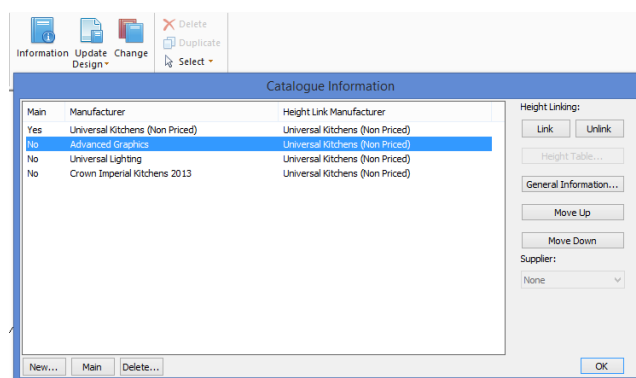 Delete
Duplicate
Select
Information Update Design Change
Catalogue Information
Main Manufacturer Height Link Manufacturer
Yes Universal Kitchens (Non Priced) Universal Kitchens (Non Priced)
No Advanced Graphics Universal Kitchens (Non Priced)
No Universal Lighting Universal Kitchens (Non Priced)
No Crown Imperial Kitchens 2013 Universal Kitchens (Non Priced)
Height Linking:
Link Unlink
Height Table...
General Information...
Move Up
Move Down
Supplier:
None
New... Main Delete... OK